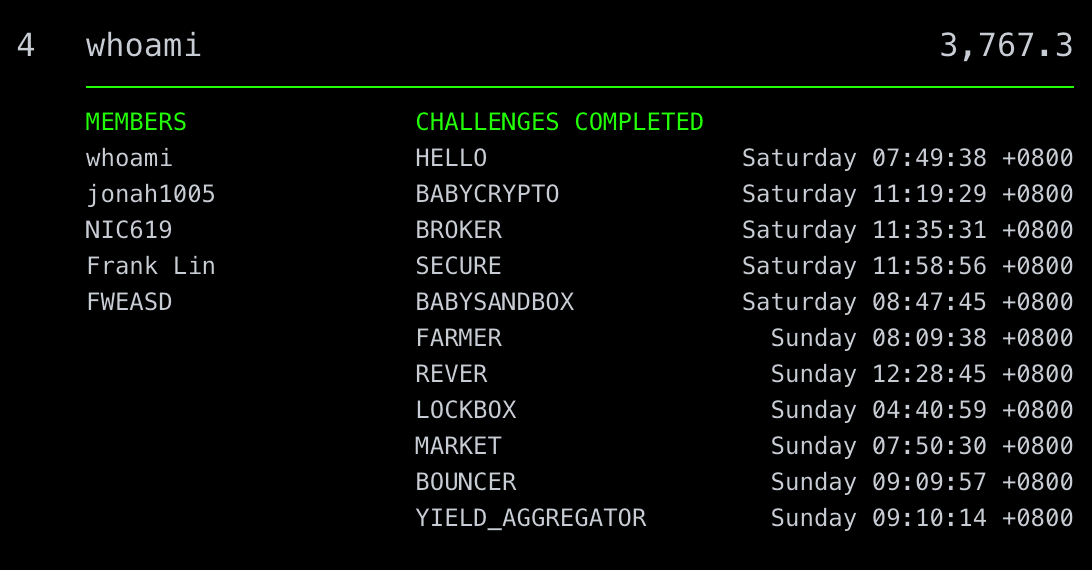 4 whoami 3,767.3
MEMBERS CHALLENGES COMPLETED
whoami HELLO Saturday 07:49:38 +0800
jonah1005 BABYCRYPTO Saturday 11:19:29 +0800
NIC619 BROKER Saturday 11:35:31 +0800
Frank Lin SECURE Saturday 11:58:56 +0800
FWEASD BABYSANDBOX Saturday 08:47:45 +0800
FARMER Sunday 08:09:38 +0800
REVER Sunday 12:28:45 +0800
LOCKBOX Sunday 04:40:59 +0800
MARKET Sunday 07:50:30 +0800
BOUNCER Sunday 09:09:57 +0800
YIELD_AGGREGATOR Sunday 09:10:14 +0800